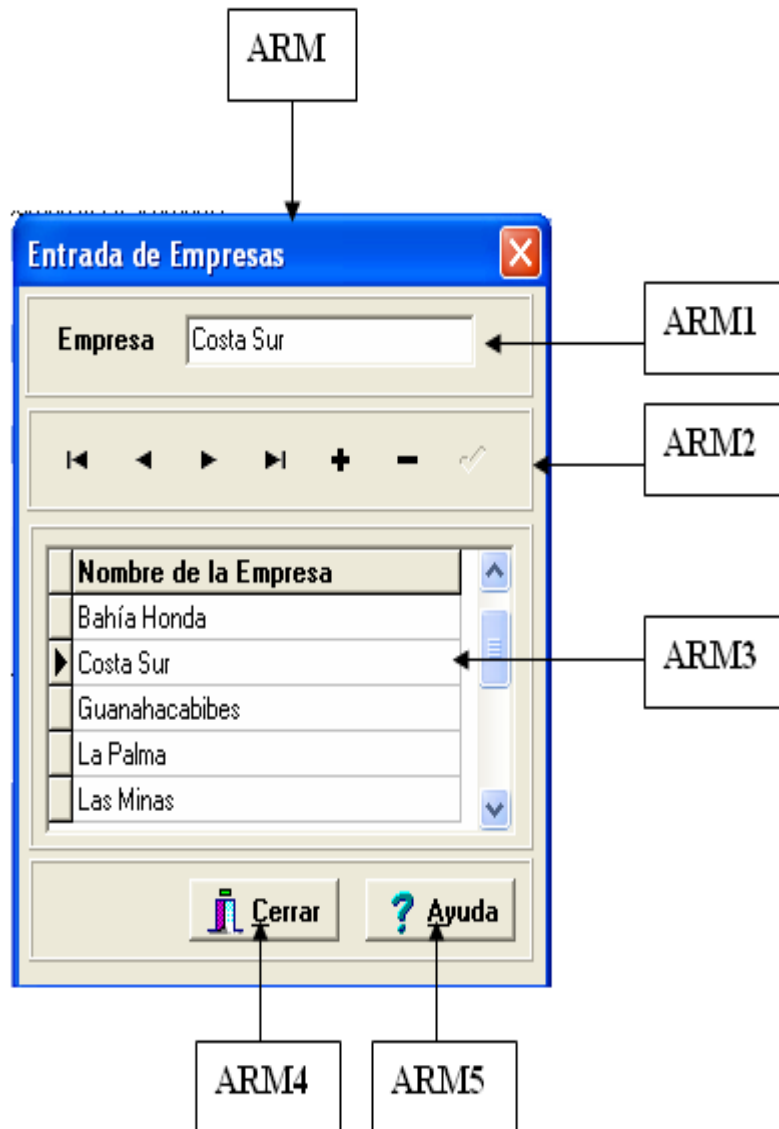 ARM
Entrada de Empresas
Empresa Costa Sur
ARM1
ARM2
Nombre de la Empresa
Bahía Honda
Costa Sur
ARM3
Guanahacabibes
La Palma
Las Minas
Cerrar ? Ayuda
ARM4 ARM5